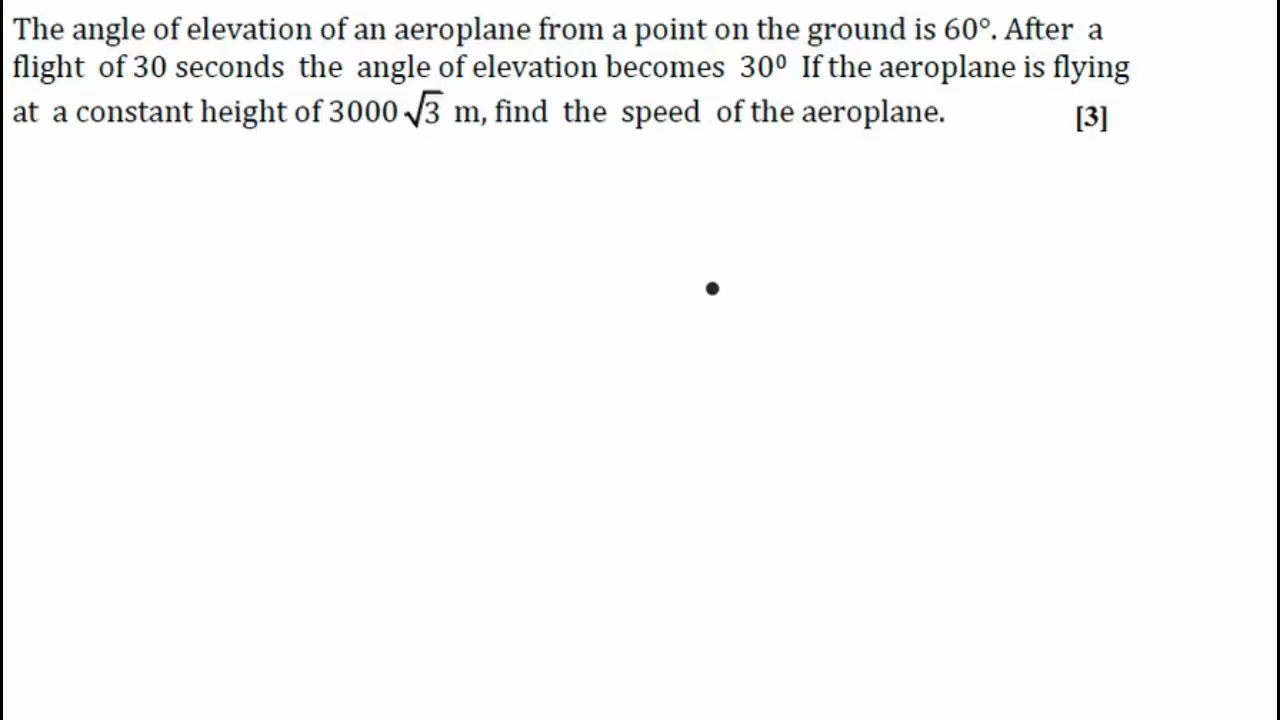 The angle of elevation of an aeroplane from a point on the ground is 60°. After a
flight of 30 seconds the angle of elevation becomes 30⁰ If the aeroplane is flying
at a constant height of 3000 √3 m, find the speed of the aeroplane. [3]